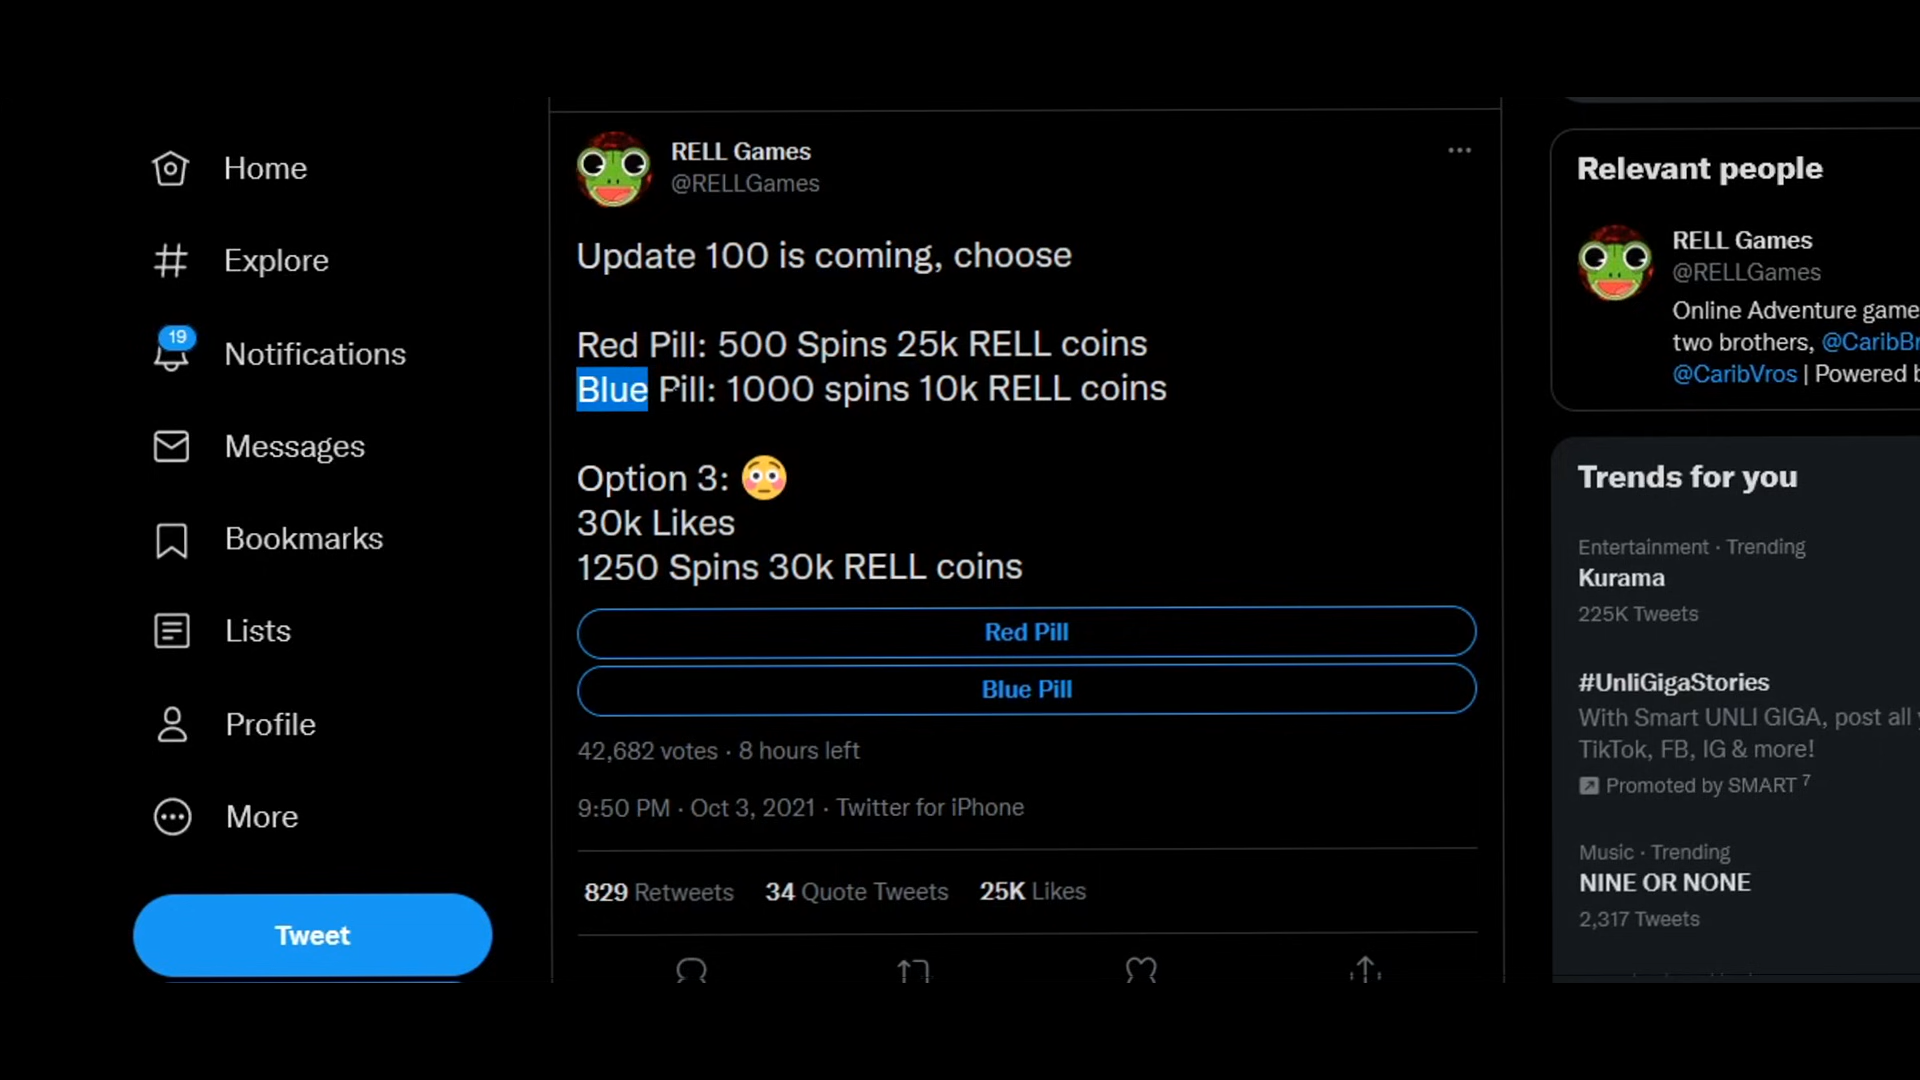 Home
Explore
19
Notifications
Messages
Bookmarks
Lists
Profile
More
Tweet
RELL Games
@RELLGames
Update 100 is coming, choose
Red Pill: 500 Spins 25k RELL coins
Blue Pill: 1000 spins 10k RELL coins
Option 3: 😳
30k Likes
1250 Spins 30k RELL coins
Red Pill
Blue Pill
42,682 votes · 8 hours left
9:50 PM · Oct 3, 2021 · Twitter for iPhone
829 Retweets 34 Quote Tweets 25K Likes
Relevant people
RELL Games
@RELLGames
Online Adventure game
two brothers, @CaribBr
@CaribVros | Powered b
Trends for you
Entertainment · Trending
Kurama
225K Tweets
#UnliGigaStories
With Smart UNLI GIGA, post all
TikTok, FB, IG & more!
Promoted by SMART 7
Music · Trending
NINE OR NONE
2,317 Tweets